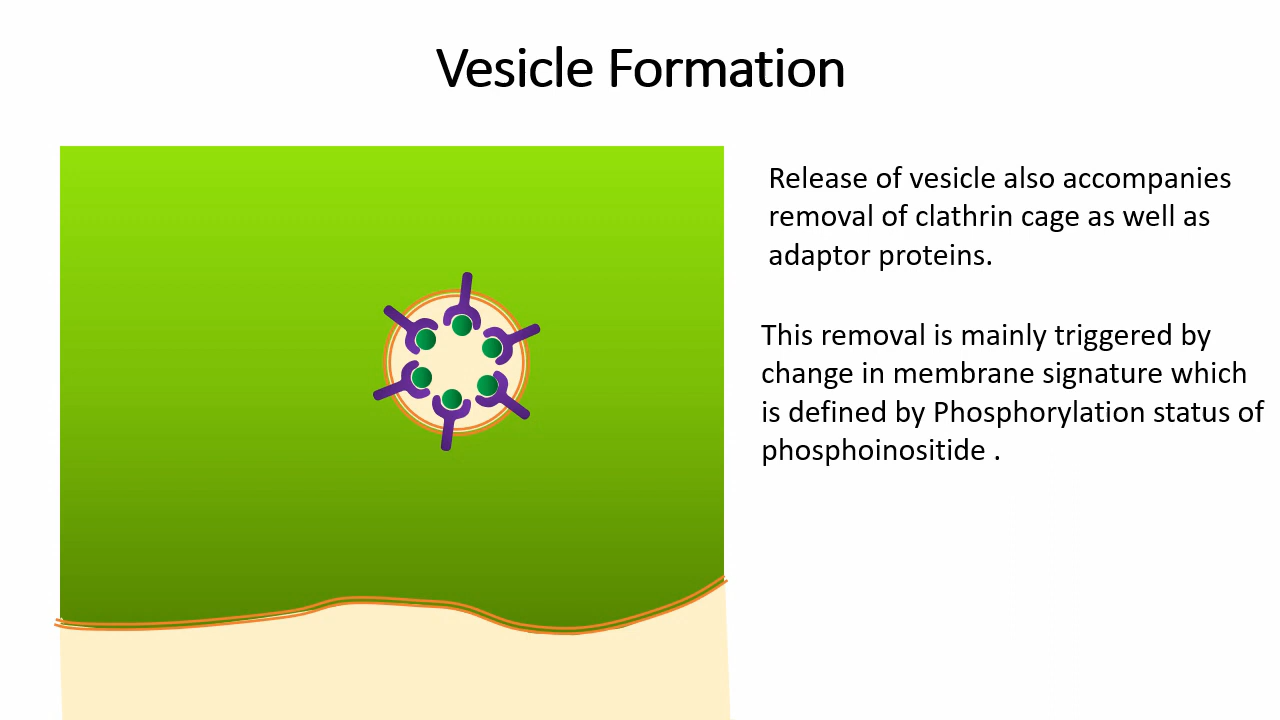 Vesicle Formation
Release of vesicle also accompanies
removal of clathrin cage as well as
adaptor proteins.
This removal is mainly triggered by
change in membrane signature which
is defined by Phosphorylation status of
phosphoinositide .